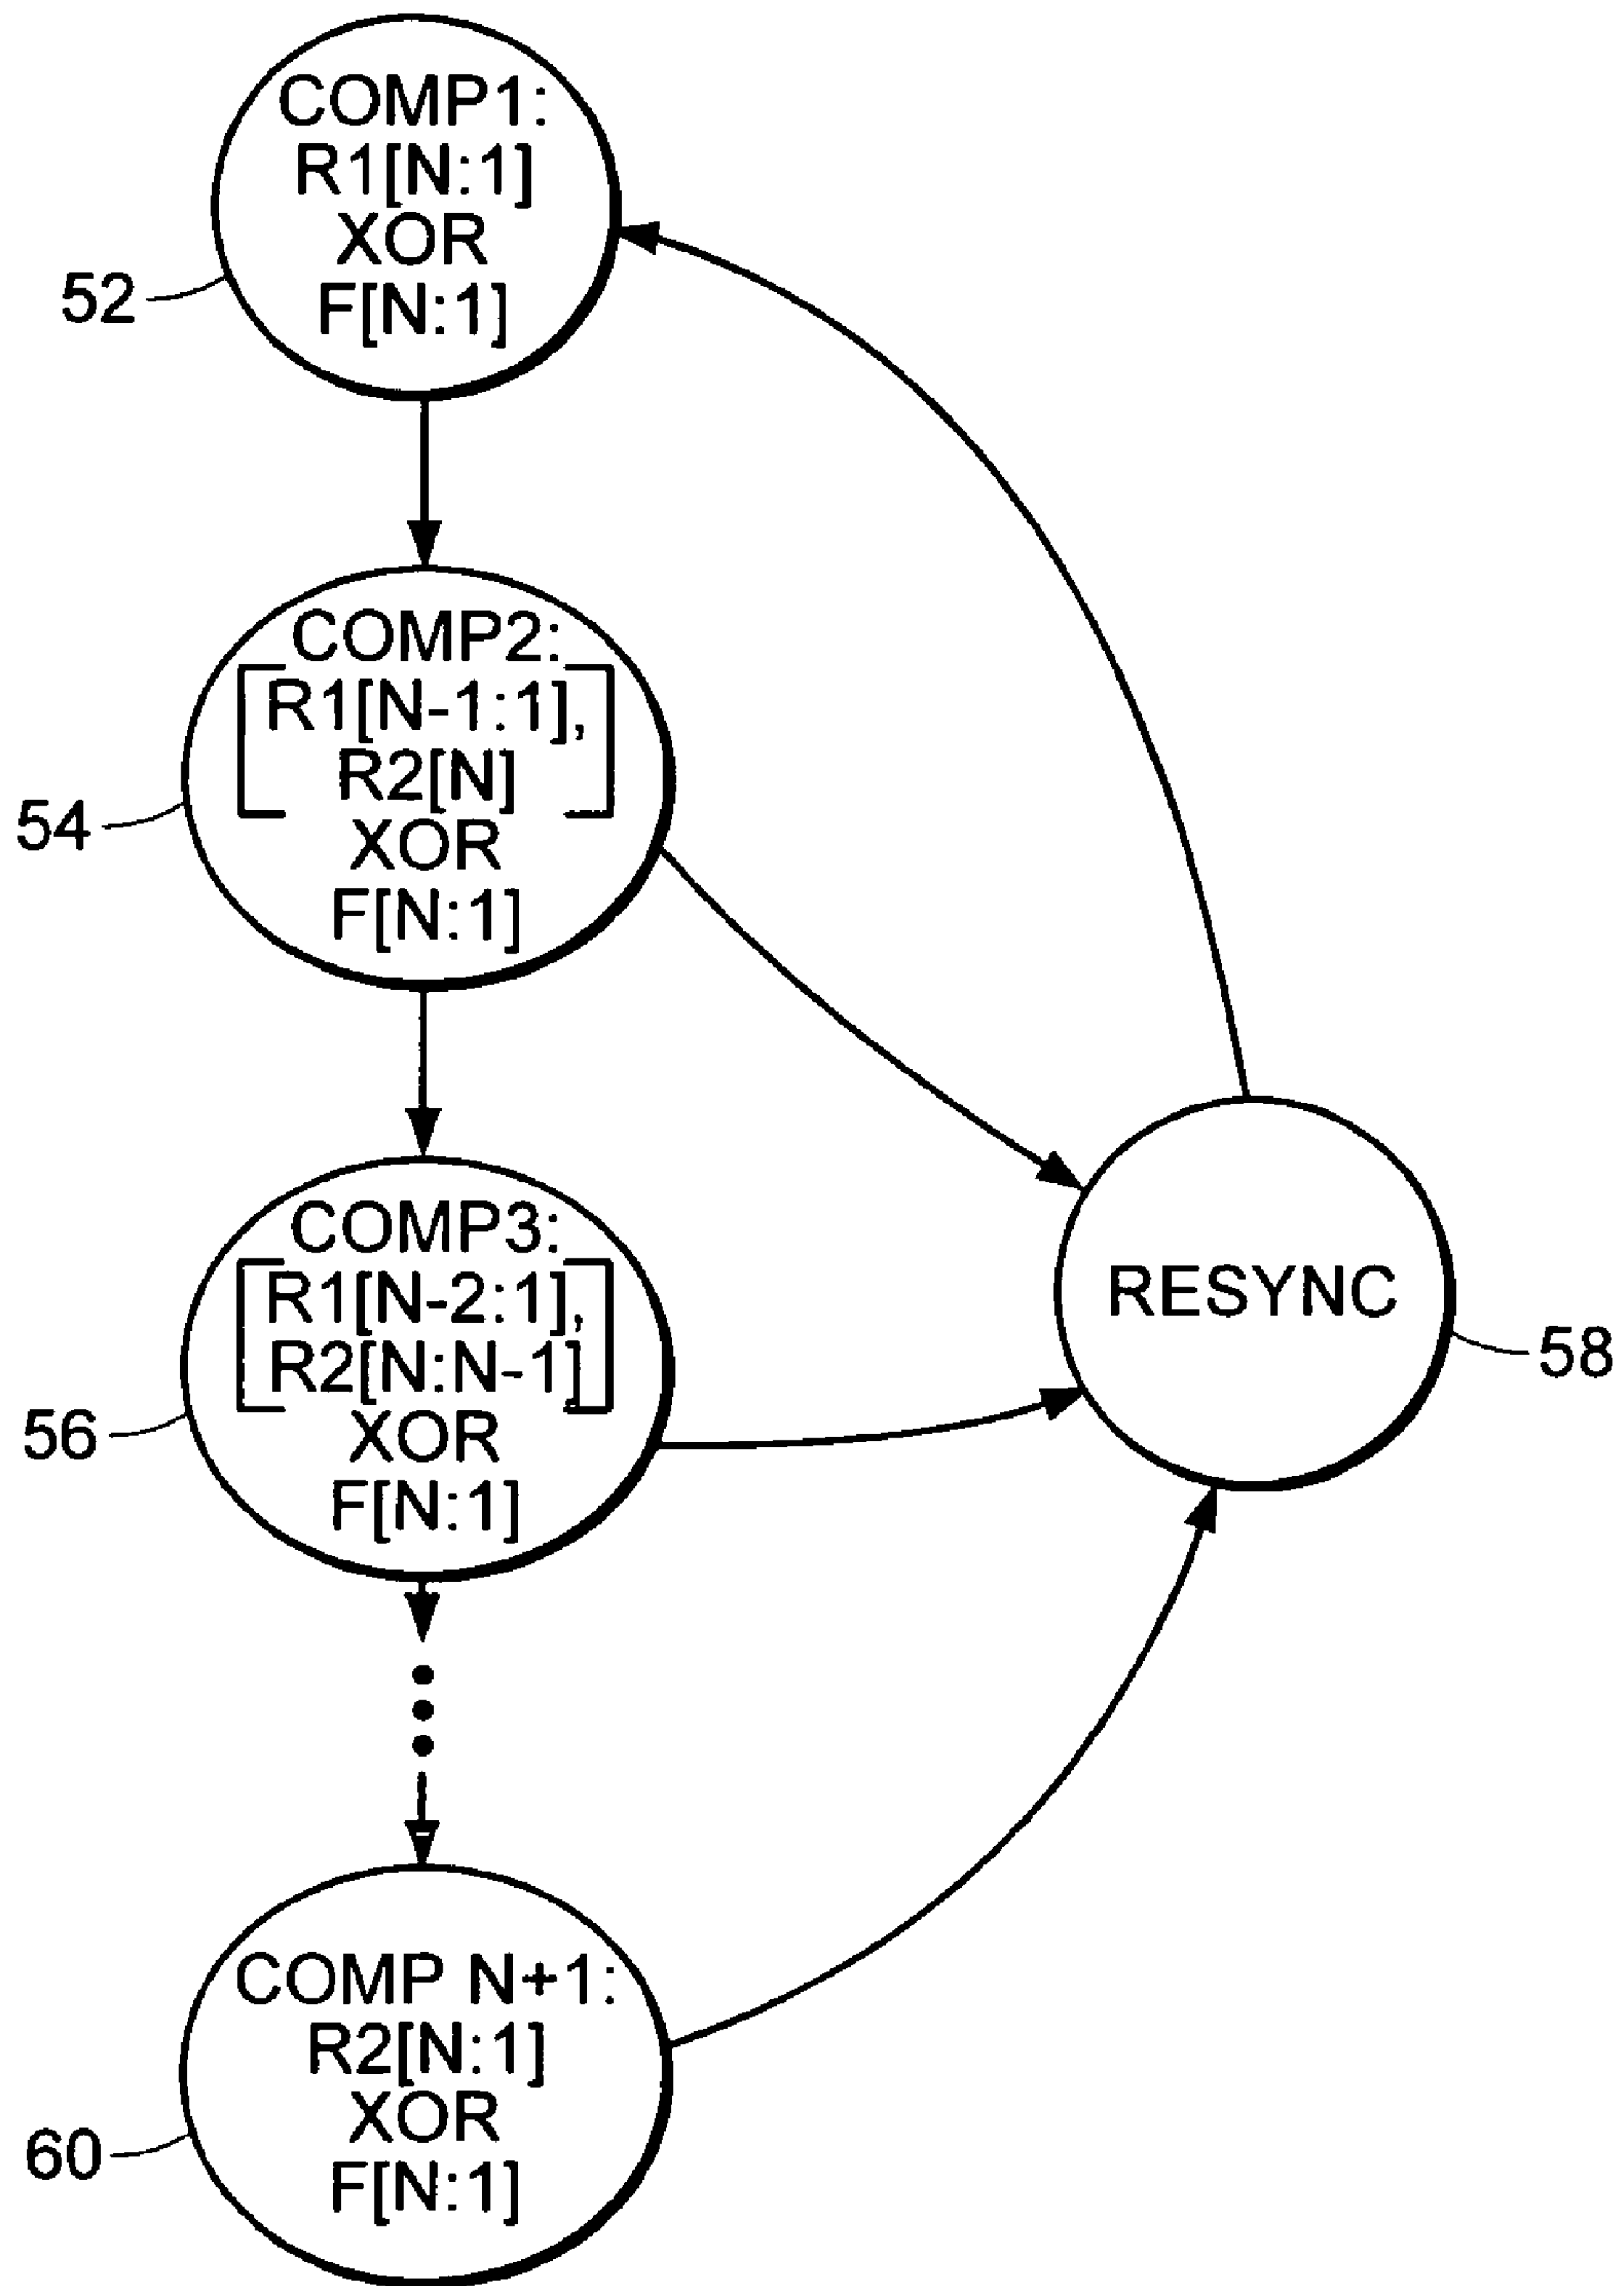 COMP1:
R1[N:1]
XOR
F[N:1]
52
COMP2:
R1[N-1:1],
R2[N]
XOR
F[N:1]
54
COMP3:
R1[N-2:1],
R2[N:N-1]
XOR
F[N:1]
56
RESYNC
58
COMP N+1:
R2[N:1]
XOR
F[N:1]
60